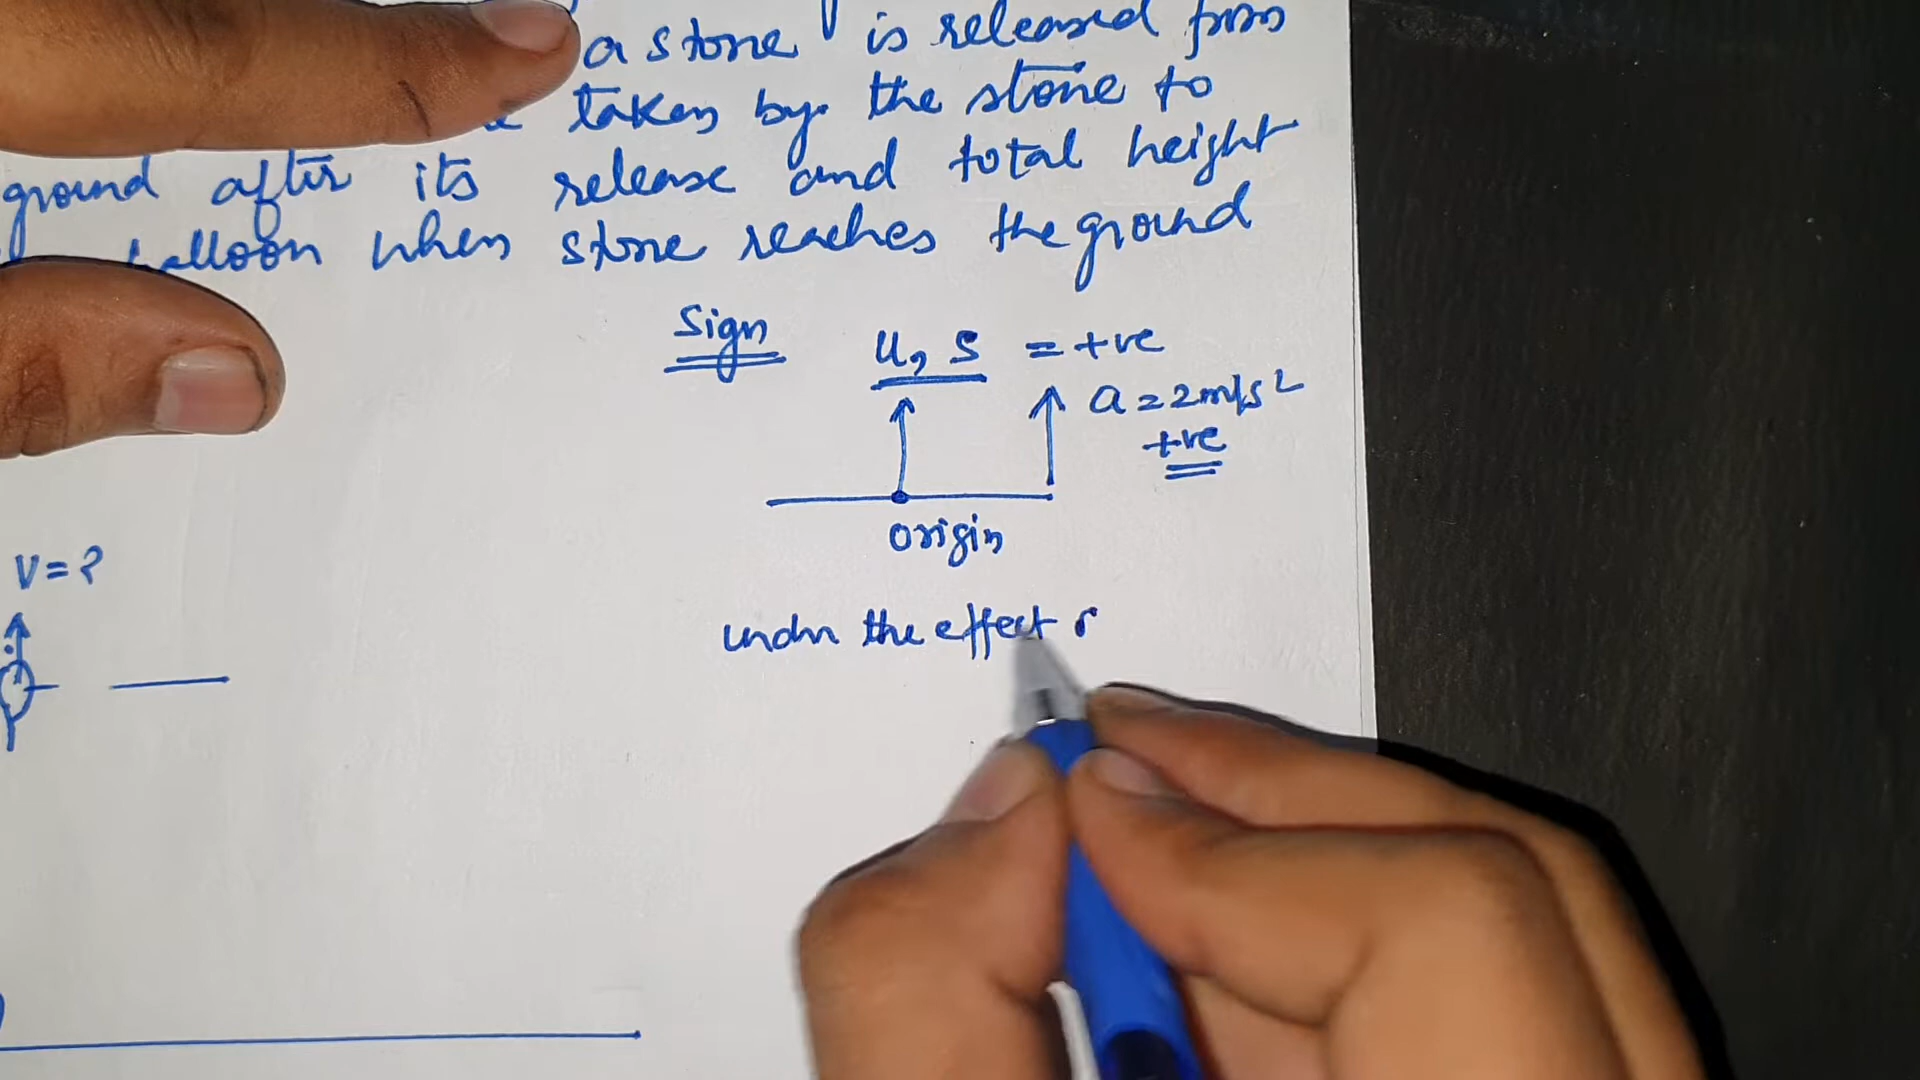 a stone is released from
taken by the stone to
ground after its release and total height
balloon when stone reaches the ground
Sign
u, s = +ve
a = 2m/s²
+ve
origin
V = ?
under the effect